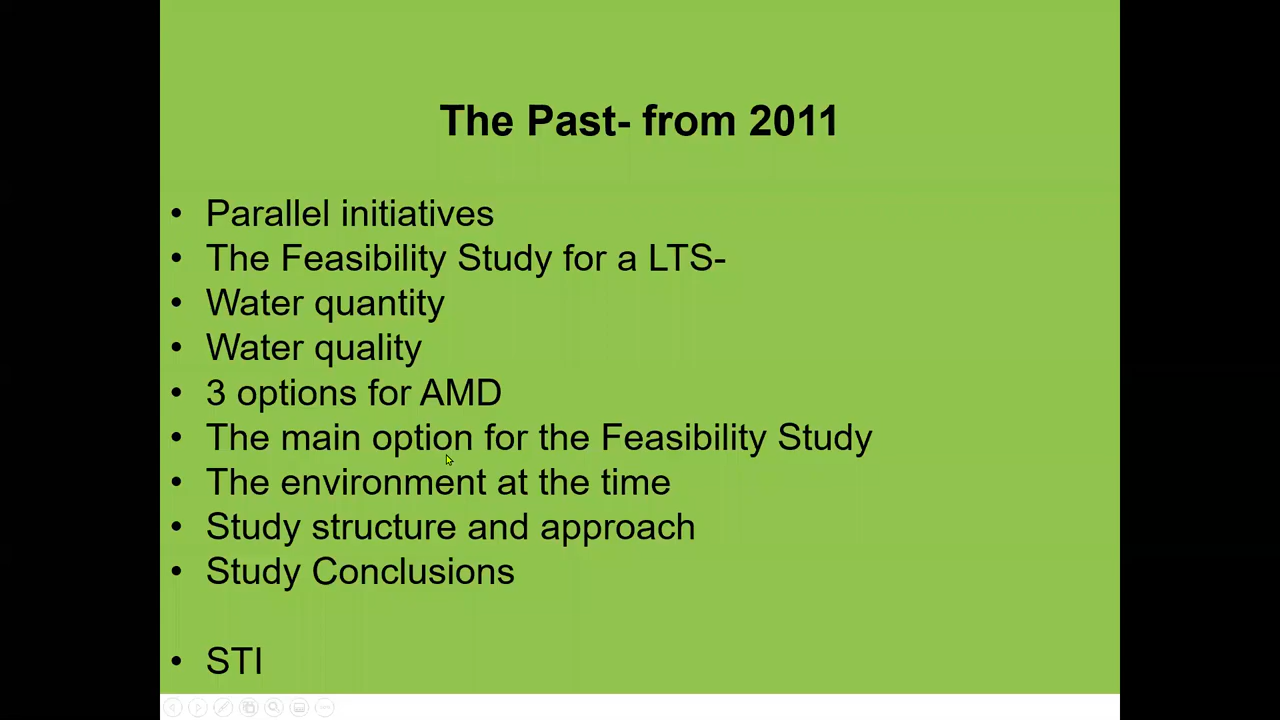 The Past- from 2011
• Parallel initiatives
• The Feasibility Study for a LTS-
• Water quantity
• Water quality
• 3 options for AMD
• The main option for the Feasibility Study
• The environment at the time
• Study structure and approach
• Study Conclusions
• STI